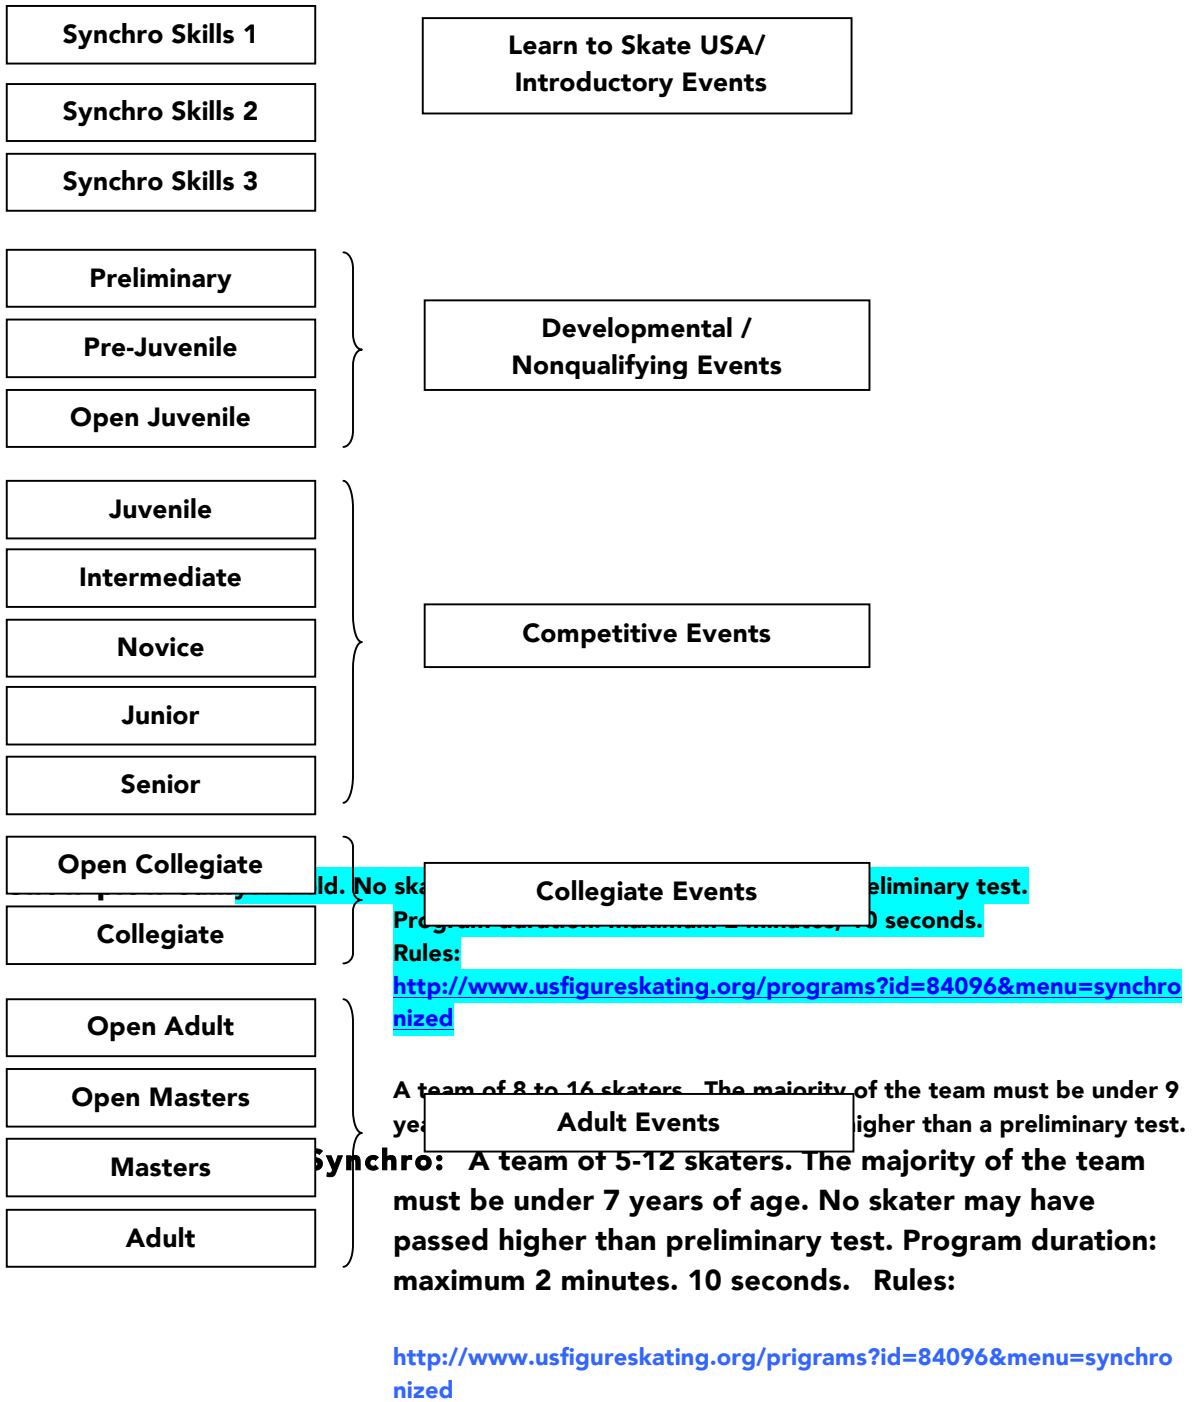 Synchro Skills 1
Learn to Skate USA/
Introductory Events
Synchro Skills 2
Synchro Skills 3
Preliminary
Pre-Juvenile
Open Juvenile
Developmental /
Nonqualifying Events
Juvenile
Intermediate
Novice
Junior
Senior
Competitive Events
Open Collegiate
Collegiate
Collegiate Events
No eliminary test.
Program duration: maximum 2 minutes, 10 seconds.
Rules:
http://www.usfigureskating.org/programs?id=84096&menu=synchro
nized
Open Adult
Open Masters
Masters
Adult
Adult Events
A team of 8 to 16 skaters. The majority of the team must be under 9
igher than a preliminary test.
Synchro: A team of 5-12 skaters. The majority of the team
must be under 7 years of age. No skater may have
passed higher than preliminary test. Program duration:
maximum 2 minutes. 10 seconds. Rules:
http://www.usfigureskating.org/prigrams?id=84096&menu=synchro
nized